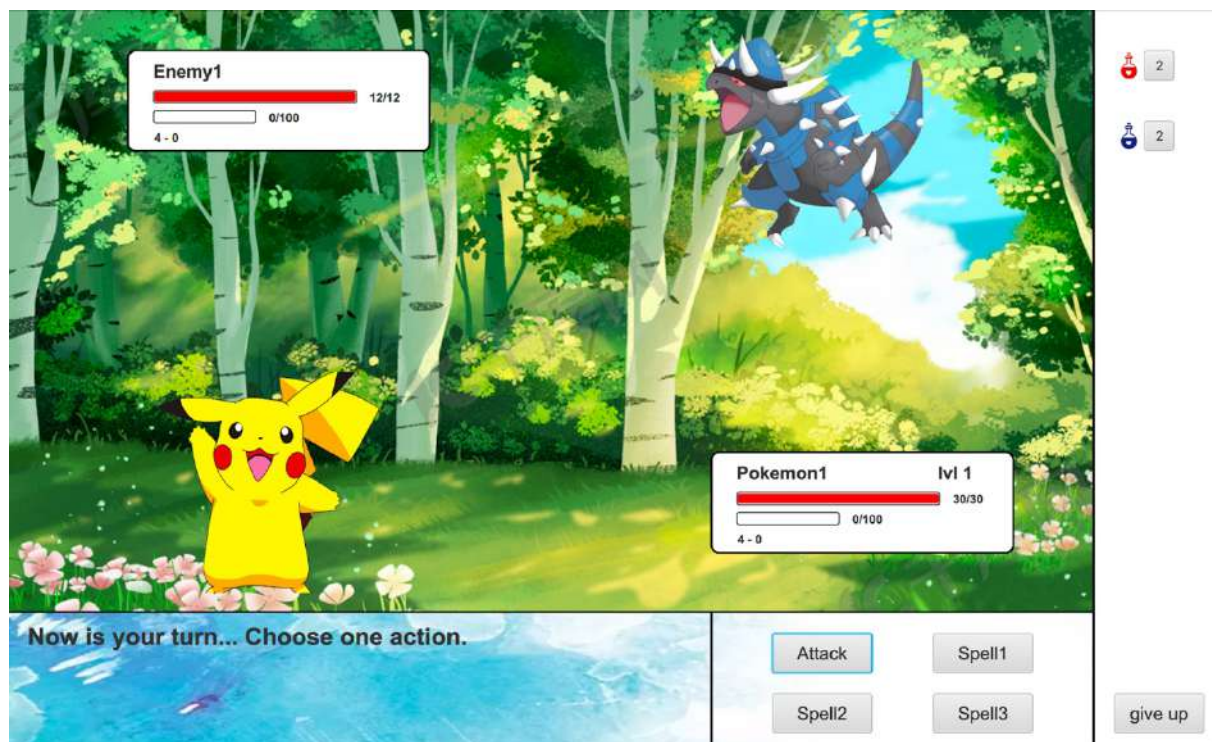 Enemy1
12/12
0/100
4 - 0
2
2
Pokemon1 lvl 1
30/30
0/100
4 - 0
Now is your turn... Choose one action.
Attack Spell1
Spell2 Spell3
give up